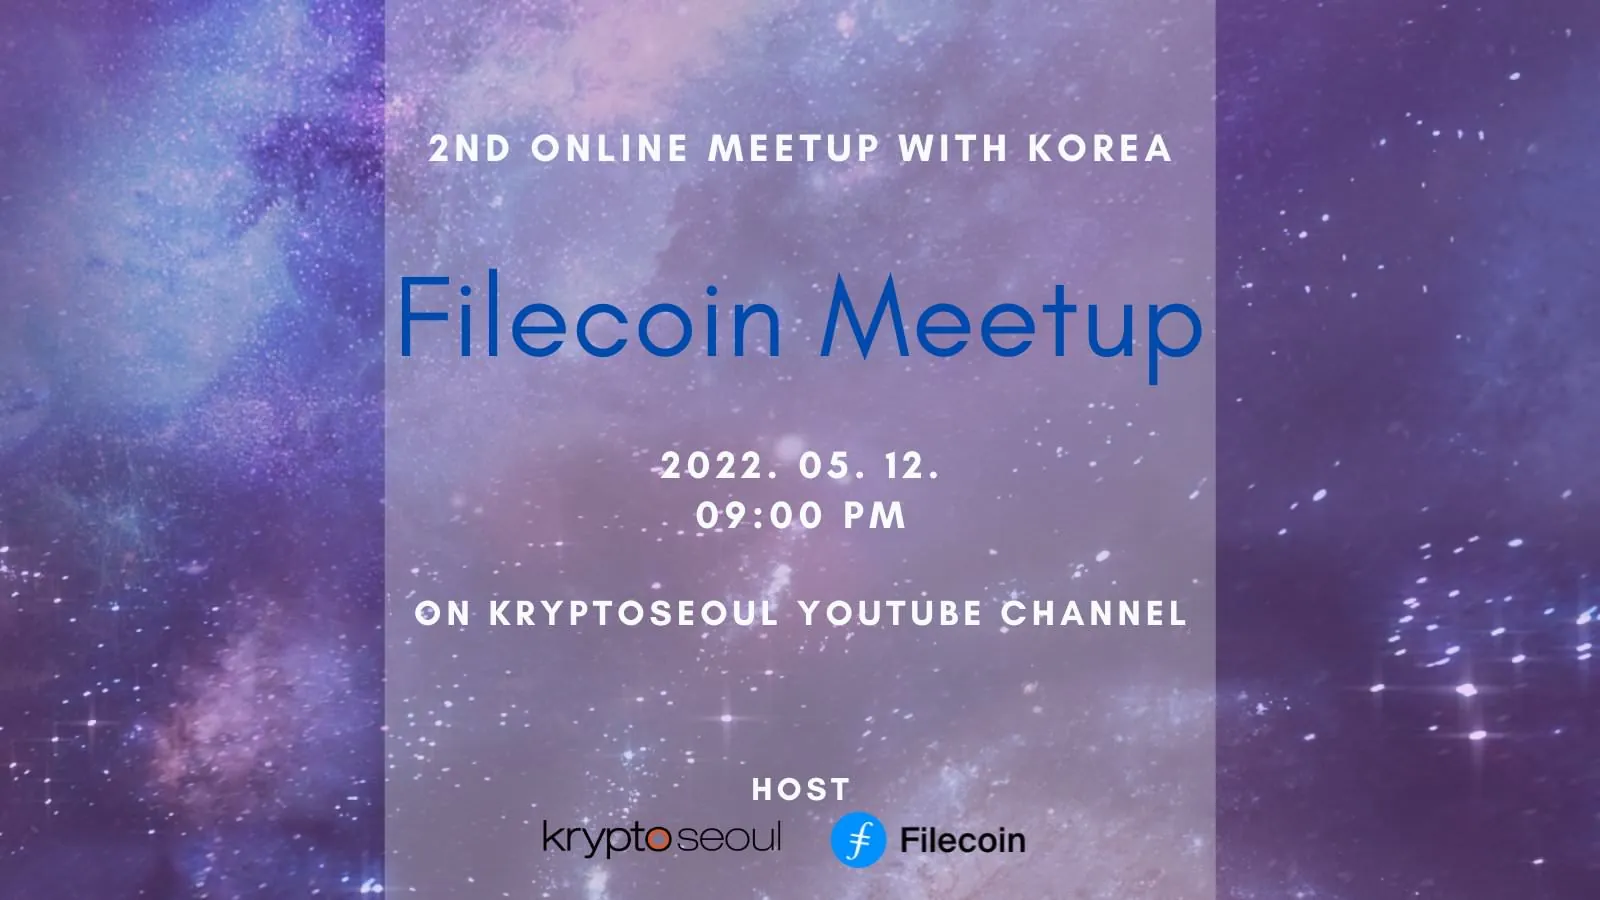 2ND ONLINE MEETUP WITH KOREA
Filecoin Meetup
2022. 05. 12.
09:00 PM
ON KRYPTOSEOUL YOUTUBE CHANNEL
HOST
kryptoseoul
Filecoin